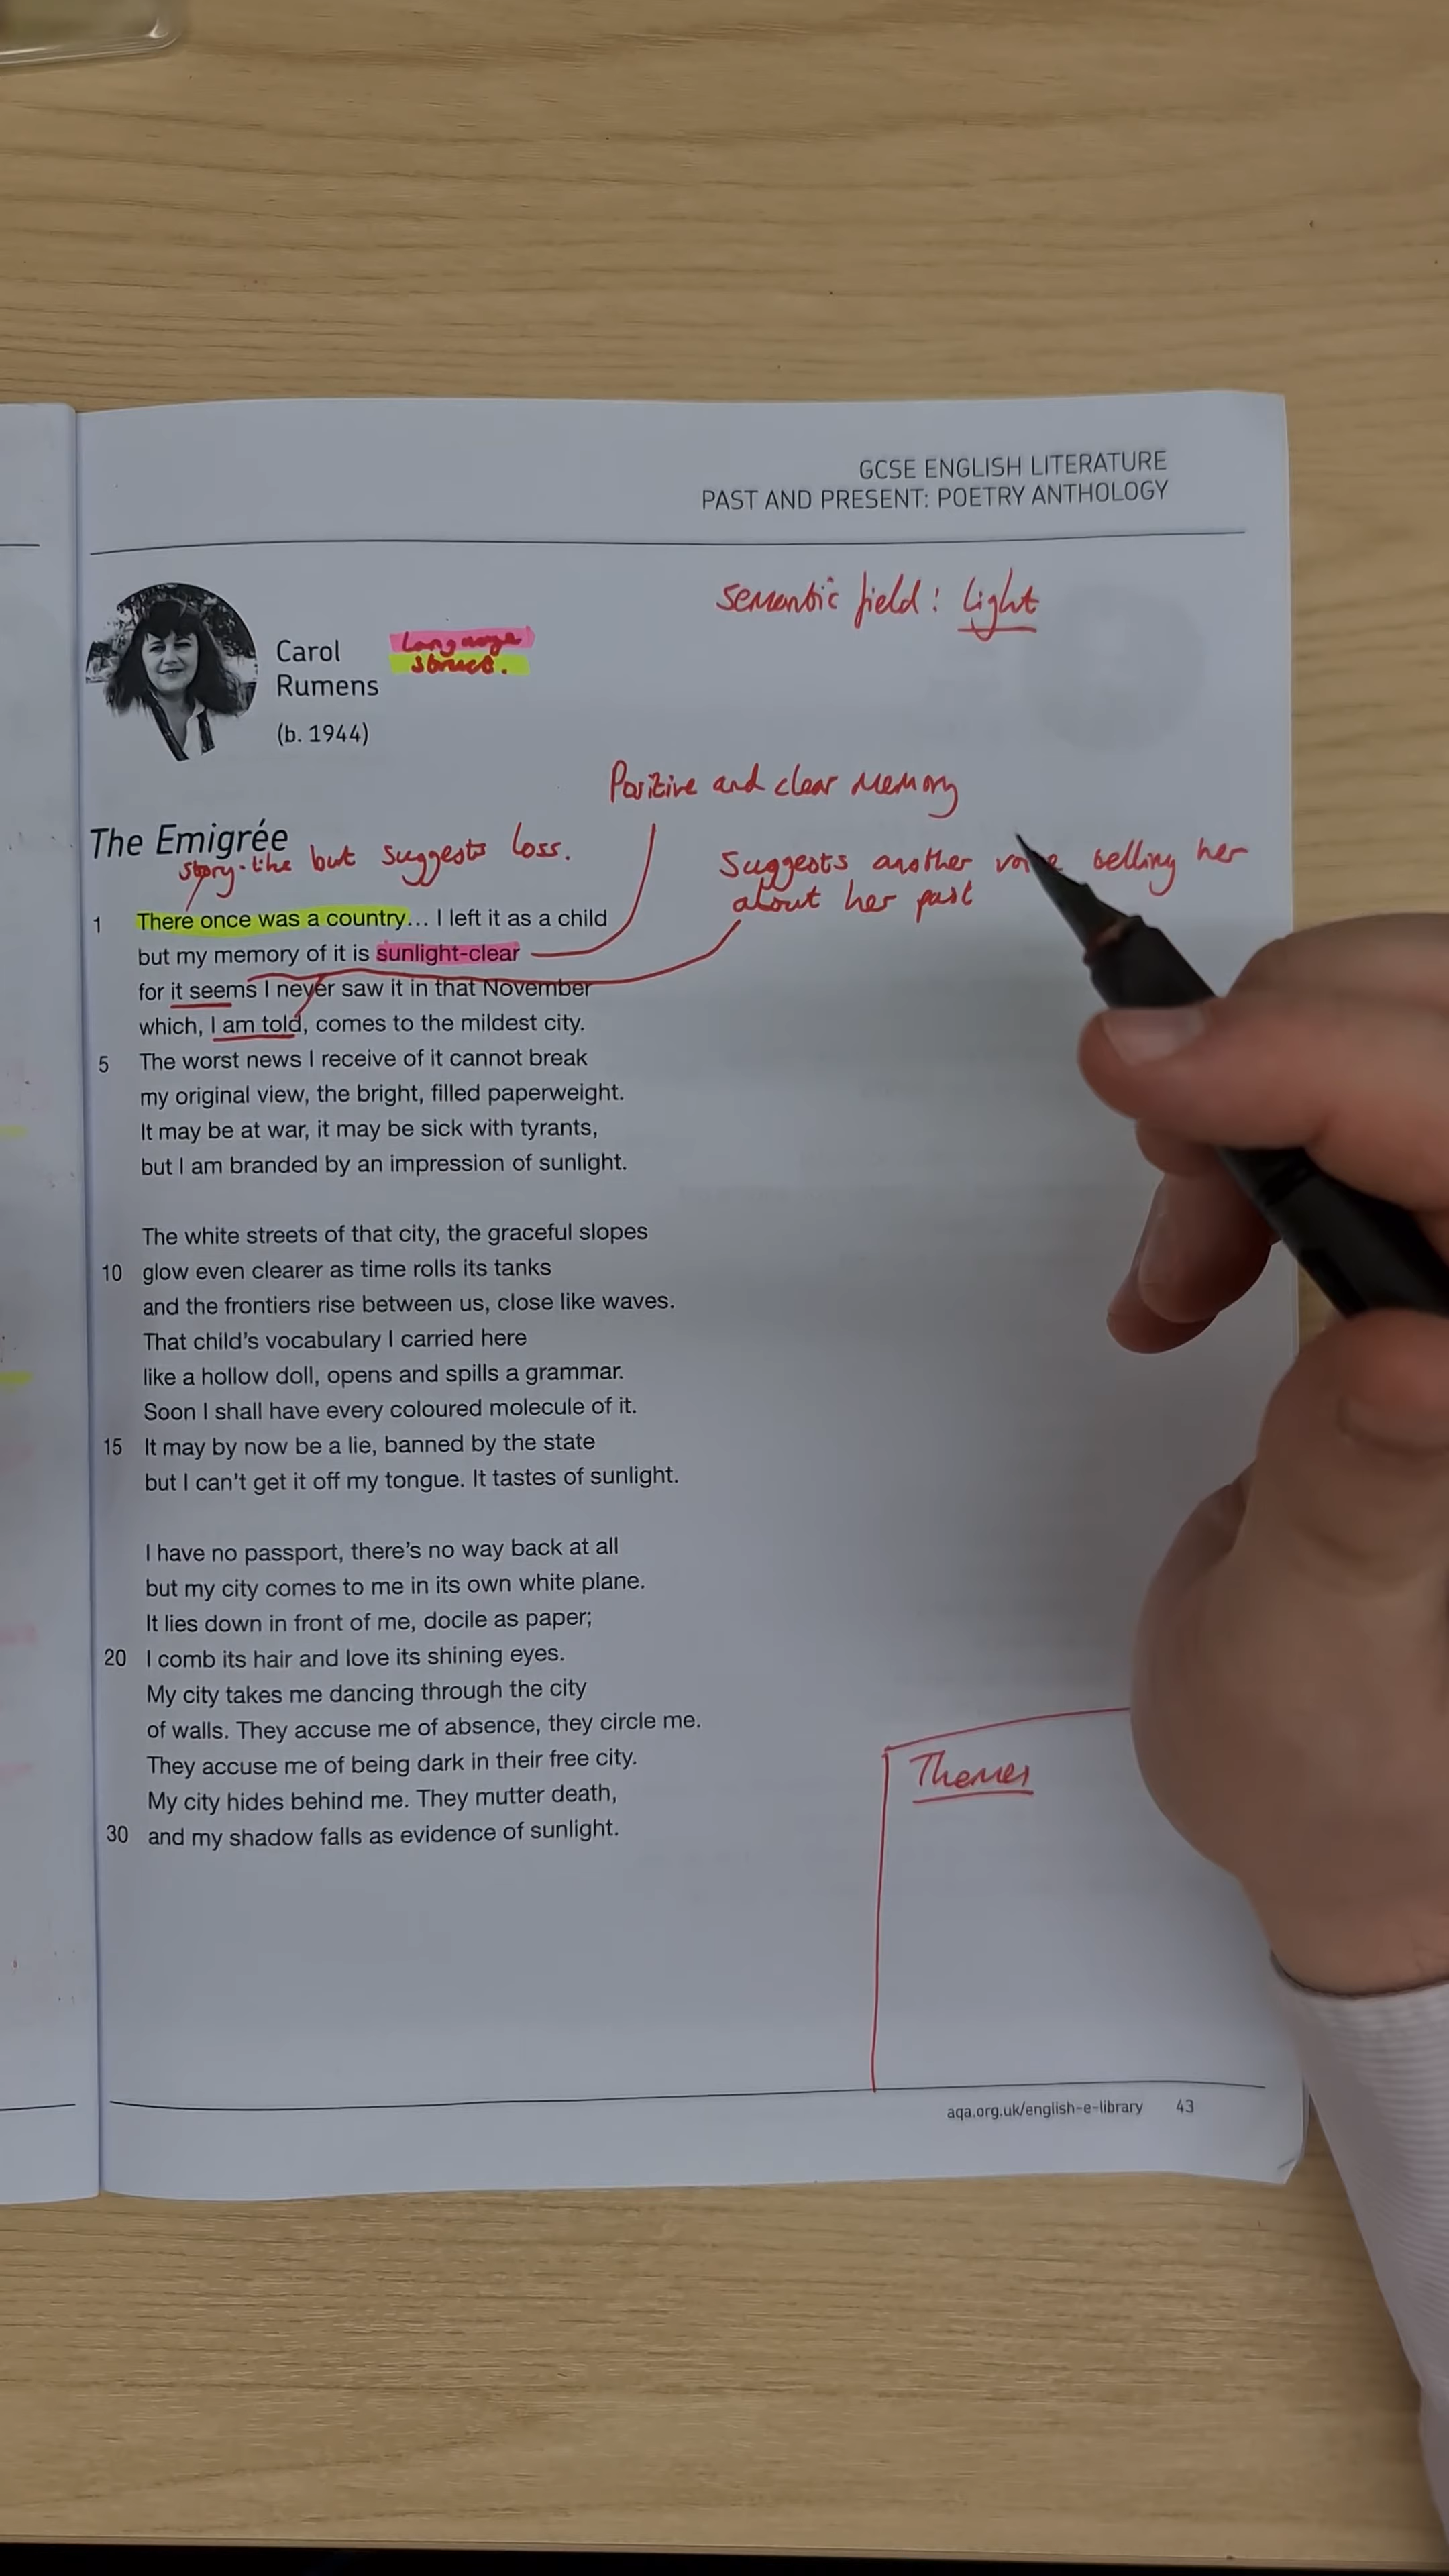 GCSE ENGLISH LITERATURE
PAST AND PRESENT: POETRY ANTHOLOGY
Semantic field: Light
Carol
Rumens
(b. 1944)
Language
struct.
Positive and clear memory
The Emigrée
story-like but suggests loss.
Suggests another telling her
about her past
1 There once was a country... I left it as a child
but my memory of it is sunlight-clear
for it seems I never saw it in that November
which, I am told, comes to the mildest city.
5 The worst news I receive of it cannot break
my original view, the bright, filled paperweight.
It may be at war, it may be sick with tyrants,
but I am branded by an impression of sunlight.
The white streets of that city, the graceful slopes
10 glow even clearer as time rolls its tanks
and the frontiers rise between us, close like waves.
That child's vocabulary I carried here
like a hollow doll, opens and spills a grammar.
Soon I shall have every coloured molecule of it.
15 It may by now be a lie, banned by the state
but I can't get it off my tongue. It tastes of sunlight.
I have no passport, there's no way back at all
but my city comes to me in its own white plane.
It lies down in front of me, docile as paper;
20 I comb its hair and love its shining eyes.
My city takes me dancing through the city
of walls. They accuse me of absence, they circle me.
They accuse me of being dark in their free city.
My city hides behind me. They mutter death,
30 and my shadow falls as evidence of sunlight.
Themes
aqa.org.uk/english-e-library 43